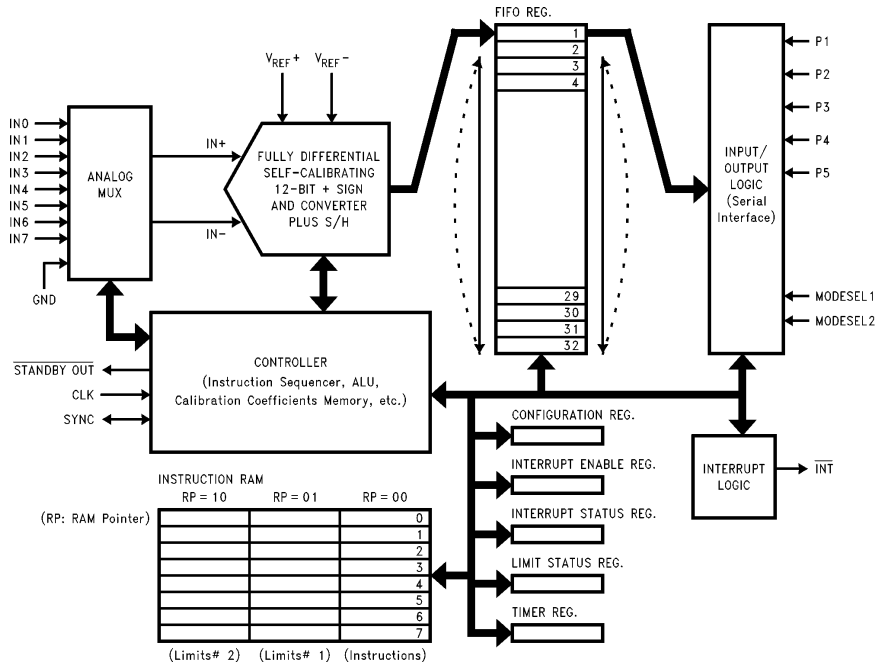 FIFO REG.
1
2
3
4
29
30
31
32
VREF+ VREF−
IN0
IN1
IN2
IN3
IN4
IN5
IN6
IN7
GND
ANALOG
MUX
IN+
IN−
FULLY DIFFERENTIAL
SELF-CALIBRATING
12-BIT + SIGN
AND CONVERTER
PLUS S/H
INPUT/
OUTPUT
LOGIC
(Serial
Interface)
P1
P2
P3
P4
P5
MODESEL1
MODESEL2
STANDBY OUT
CLK
SYNC
CONTROLLER
(Instruction Sequencer, ALU,
Calibration Coefficients Memory, etc.)
CONFIGURATION REG.
INTERRUPT ENABLE REG.
INTERRUPT STATUS REG.
LIMIT STATUS REG.
TIMER REG.
INTERRUPT
LOGIC
INT
INSTRUCTION RAM
RP = 10 RP = 01 RP = 00
(RP: RAM Pointer)
0
1
2
3
4
5
6
7
(Limits# 2) (Limits# 1) (Instructions)